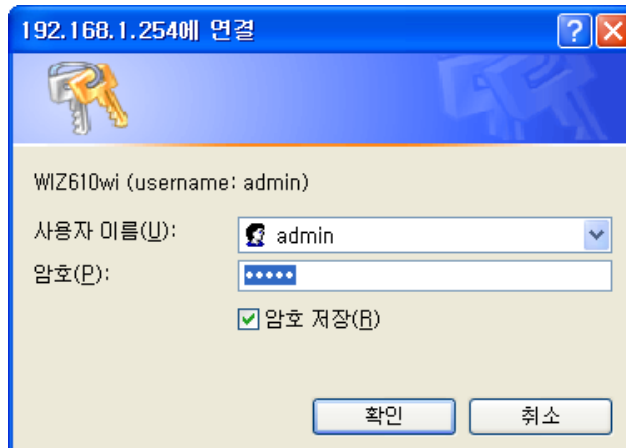 192.168.1.254에 연결
WIZ610wi (username: admin)
사용자 이름(U): admin
암호(P): •••••
암호 저장(R)
확인 취소